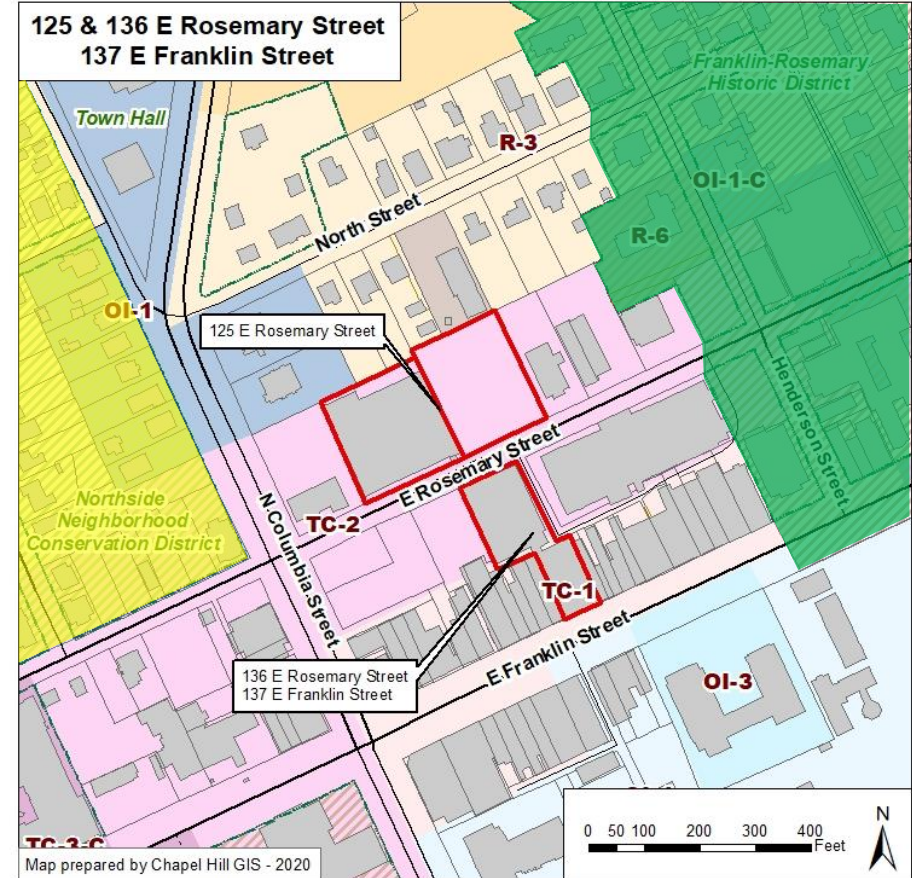 125 & 136 E Rosemary Street
137 E Franklin Street
Town Hall
Franklin-Rosemary
Historic District
R-3
OI-1-C
North Street
R-6
OI-1
125 E Rosemary Street
Henderson Street
E Rosemary Street
Northside
Neighborhood
Conservation District
N Columbia Street
TC-2
TC-1
E Franklin Street
136 E Rosemary Street
137 E Franklin Street
OI-3
TC-3-C
0 50 100 200 300 400
Feet
N
Map prepared by Chapel Hill GIS - 2020